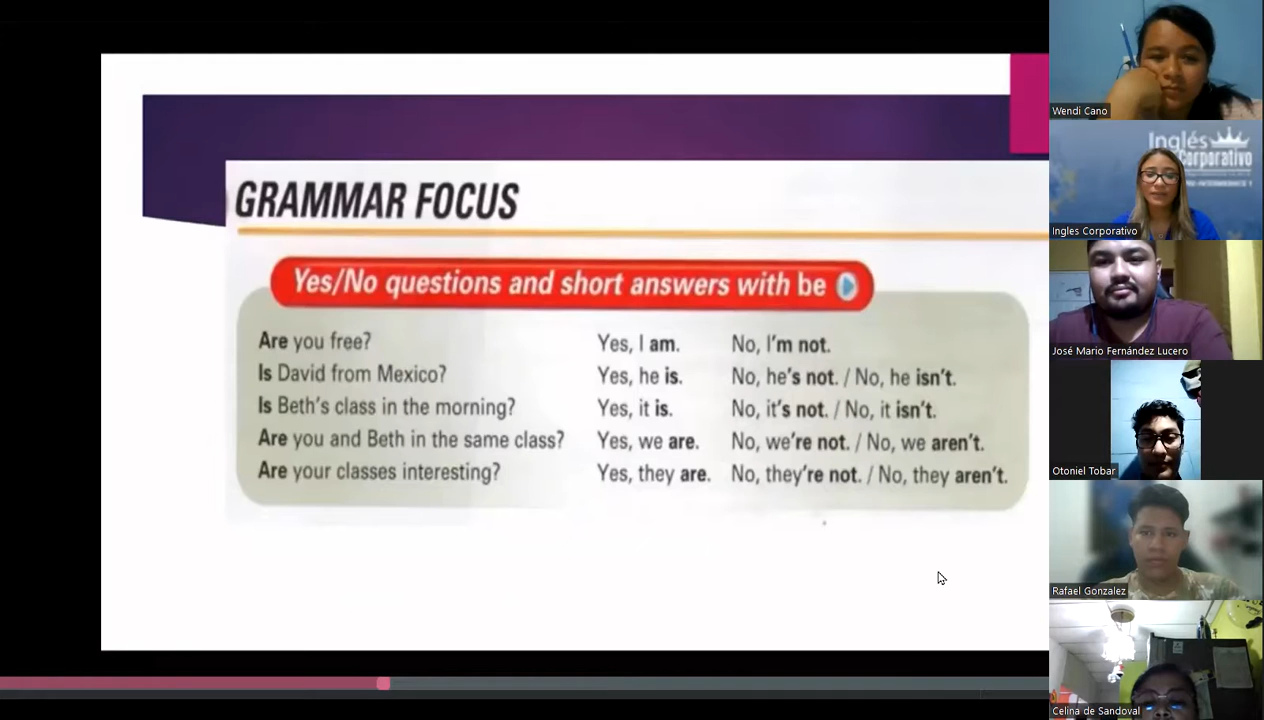 GRAMMAR FOCUS
Yes/No questions and short answers with be
Are you free? Yes, I am. No, I'm not.
Is David from Mexico? Yes, he is. No, he's not. / No, he isn't.
Is Beth's class in the morning? Yes, it is. No, it's not. / No, it isn't.
Are you and Beth in the same class? Yes, we are. No, we're not. / No, we aren't.
Are your classes interesting? Yes, they are. No, they're not. / No, they aren't.
Wendi Cano
Inglés
Corporativo
Ingles Corporativo
José Mario Fernández Lucero
Otoniel Tobar
Rafael Gonzalez
Celina de Sandoval